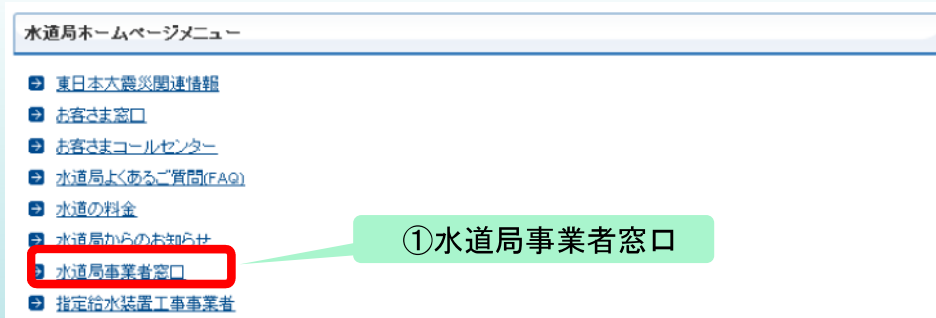 水道局ホームページメニュー
東日本大震災関連情報
お客さま窓口
お客さまコールセンター
水道局よくあるご質問(FAQ)
水道の料金
水道局からのお知らせ
①水道局事業者窓口
水道局事業者窓口
指定給水装置工事事業者